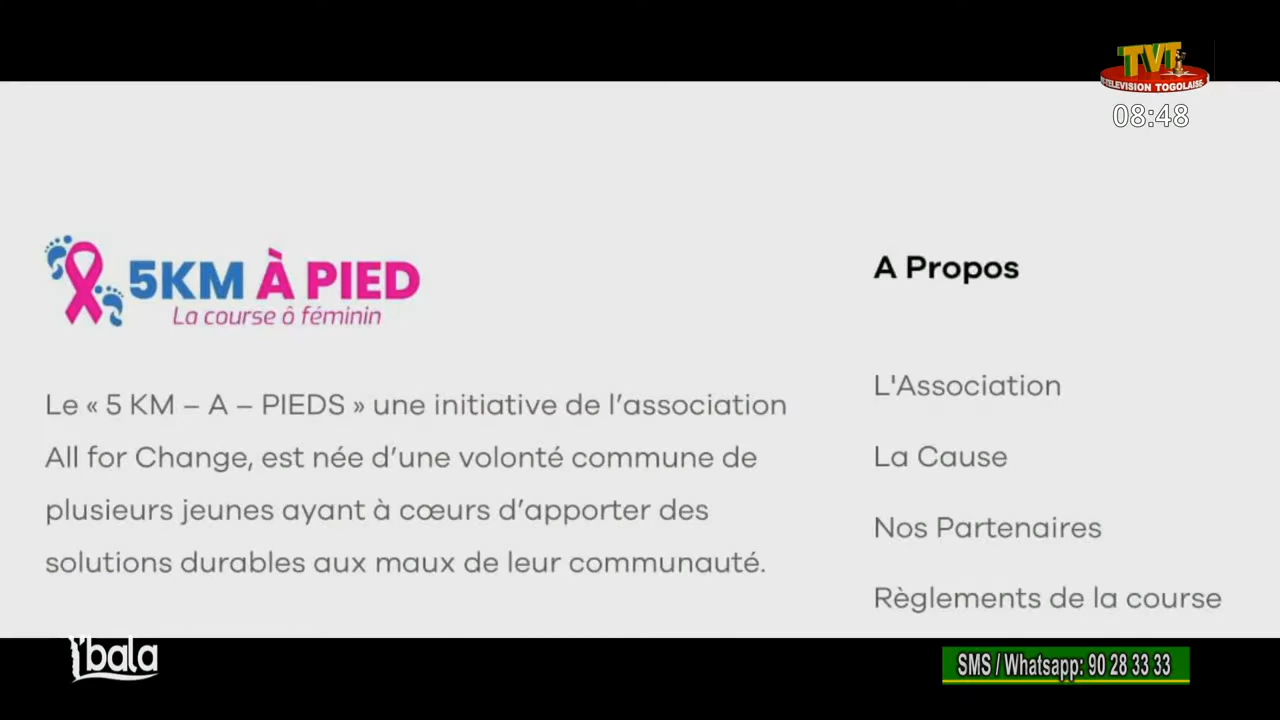 TVT
TELEVISION TOGOLAISE
08:48
5KM À PIED
La course ô féminin
A Propos
Le « 5 KM – A – PIEDS » une initiative de l’association
All for Change, est née d’une volonté commune de
plusieurs jeunes ayant à cœurs d’apporter des
solutions durables aux maux de leur communauté.
L'Association
La Cause
Nos Partenaires
Règlements de la course
bala
SMS / Whatsapp: 90 28 33 33